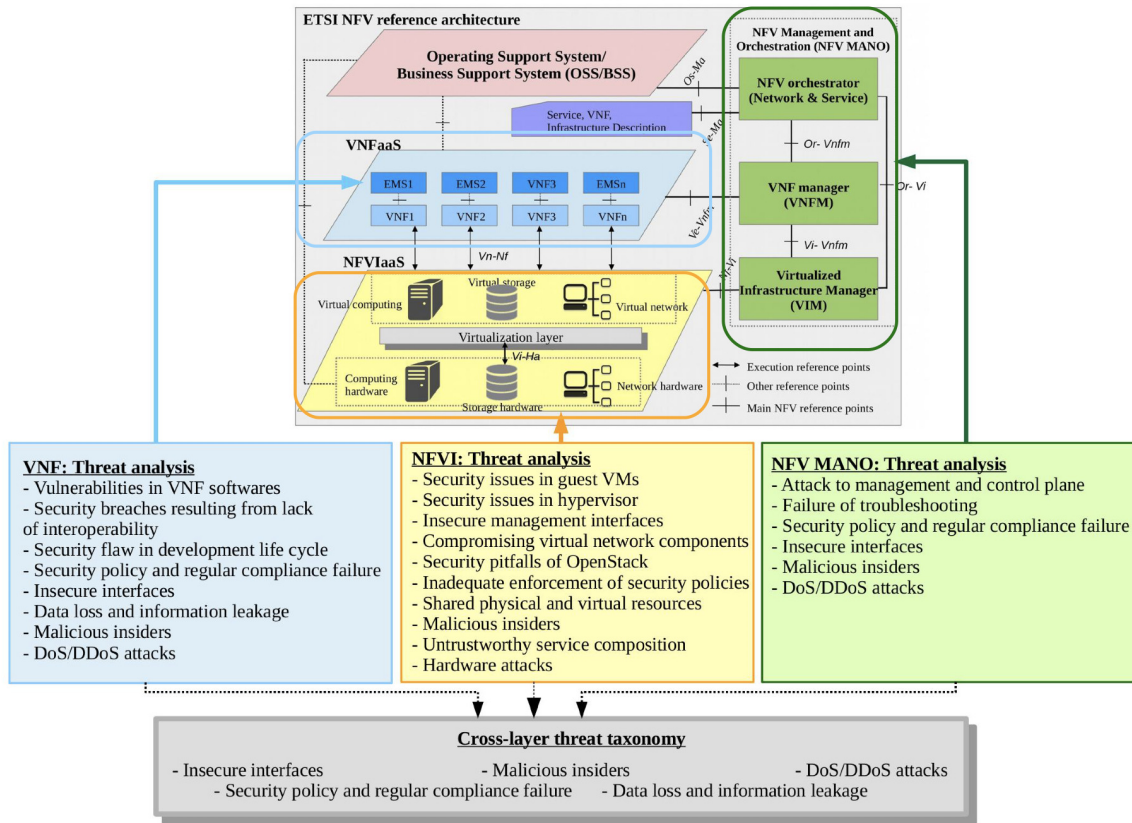 ETSI NFV reference architecture
Operating Support System/
Business Support System (OSS/BSS)
Os-Ma
NFV Management and
Orchestration (NFV MANO)
NFV orchestrator
(Network & Service)
Service, VNF,
Infrastructure Description
Se-Ma
Or- Vnfm
VNFaaS
EMS1
EMS2
VNF3
EMSn
VNF1
VNF2
VNF3
VNFn
Ve-Vnfm
VNF manager
(VNFM)
Or- Vi
Vn-Nf
Vi- Vnfm
NFVIaaS
Nf-Vi
Virtual computing
Virtual storage
Virtual network
Virtualized
Infrastructure Manager
(VIM)
Virtualization layer
Vi-Ha
Computing
hardware
Storage hardware
Network hardware
Execution reference points
Other reference points
Main NFV reference points
VNF: Threat analysis
- Vulnerabilities in VNF softwares
- Security breaches resulting from lack
of interoperability
- Security flaw in development life cycle
- Security policy and regular compliance failure
- Insecure interfaces
- Data loss and information leakage
- Malicious insiders
- DoS/DDoS attacks
NFVI: Threat analysis
- Security issues in guest VMs
- Security issues in hypervisor
- Insecure management interfaces
- Compromising virtual network components
- Security pitfalls of OpenStack
- Inadequate enforcement of security policies
- Shared physical and virtual resources
- Malicious insiders
- Untrustworthy service composition
- Hardware attacks
NFV MANO: Threat analysis
- Attack to management and control plane
- Failure of troubleshooting
- Security policy and regular compliance failure
- Insecure interfaces
- Malicious insiders
- DoS/DDoS attacks
Cross-layer threat taxonomy
- Insecure interfaces - Malicious insiders - DoS/DDoS attacks
- Security policy and regular compliance failure - Data loss and information leakage